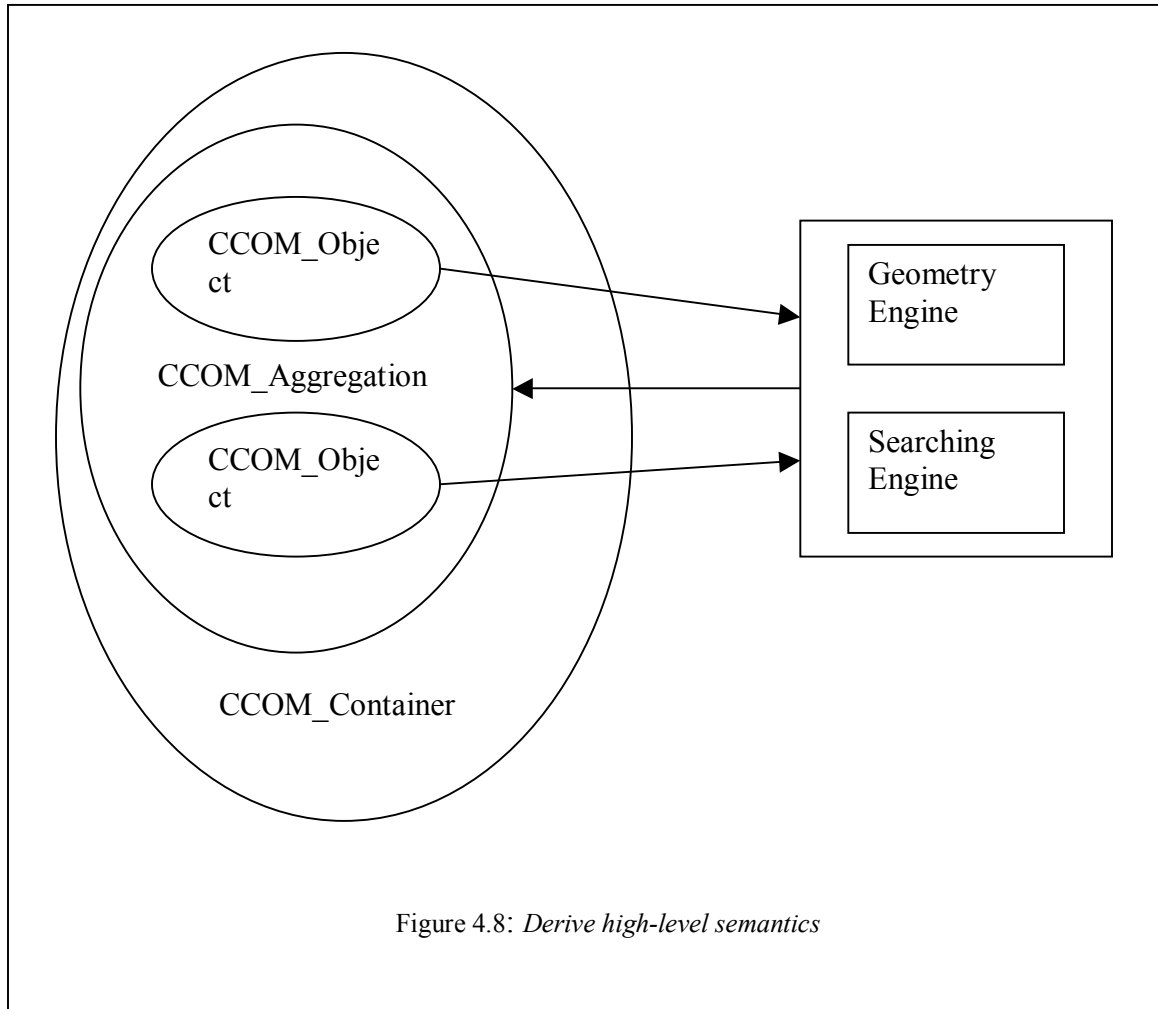 CCOM_Obje
ct
CCOM_Aggregation
CCOM_Obje
ct
CCOM_Container
Geometry
Engine
Searching
Engine
Figure 4.8: Derive high-level semantics